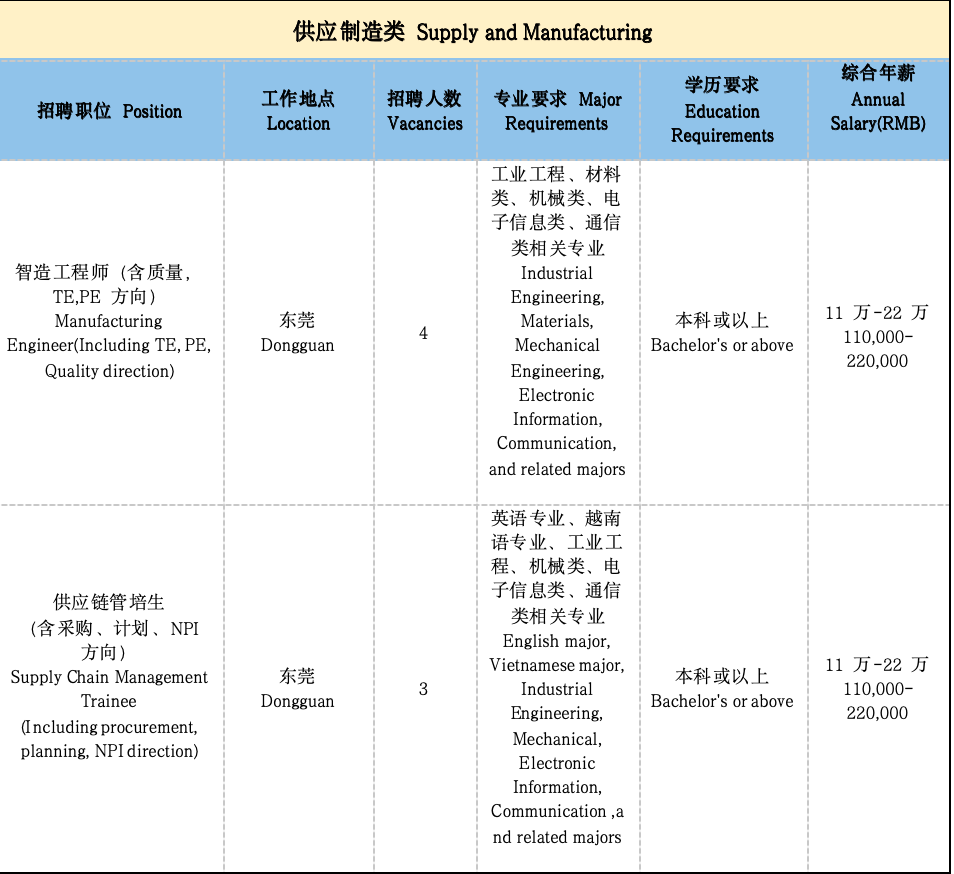 供应制造类 Supply and Manufacturing
招聘职位 Position
工作地点
Location
招聘人数
Vacancies
专业要求 Major
Requirements
学历要求
Education
Requirements
综合年薪
Annual
Salary(RMB)
智造工程师（含质量,
TE,PE 方向）
Manufacturing
Engineer(Including TE, PE,
Quality direction)
东莞
Dongguan
4
工业工程、材料
类、机械类、电
子信息类、通信
类相关专业
Industrial
Engineering,
Materials,
Mechanical
Engineering,
Electronic
Information,
Communication,
and related majors
本科或以上
Bachelor's or above
11 万-22 万
110,000-
220,000
供应链管培生
（含采购、计划、NPI
方向）
Supply Chain Management
Trainee
(Including procurement,
planning, NPI direction)
东莞
Dongguan
3
英语专业、越南
语专业、工业工
程、机械类、电
子信息类、通信
类相关专业
English major,
Vietnamese major,
Industrial
Engineering,
Mechanical,
Electronic
Information,
Communication ,a
nd related majors
本科或以上
Bachelor's or above
11 万-22 万
110,000-
220,000